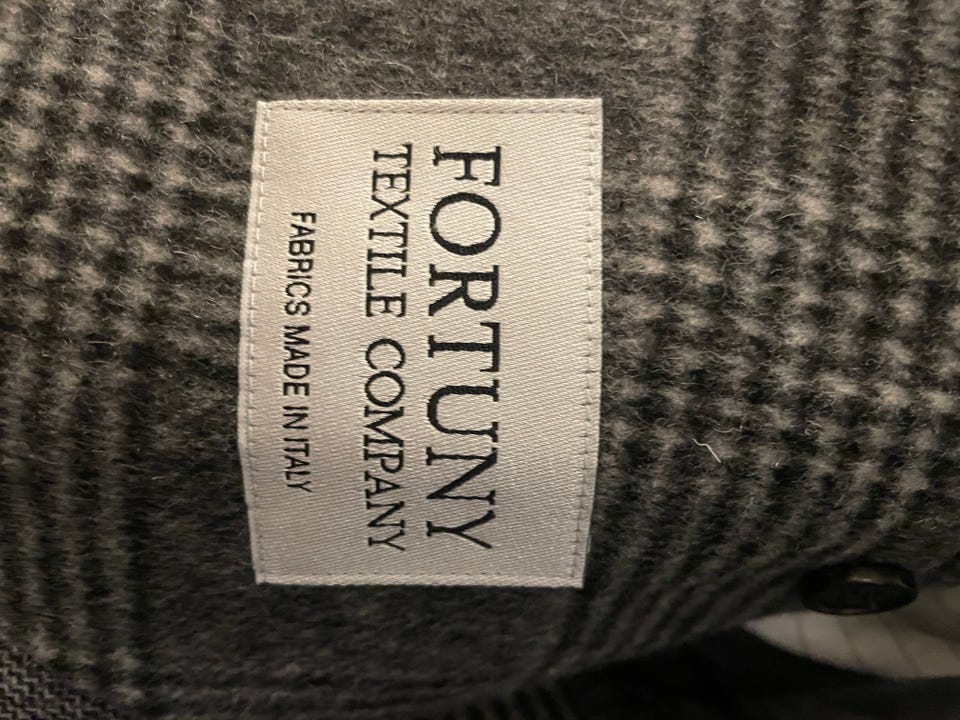 FORTUNY
TEXTILE COMPANY
FABRICS MADE IN ITALY